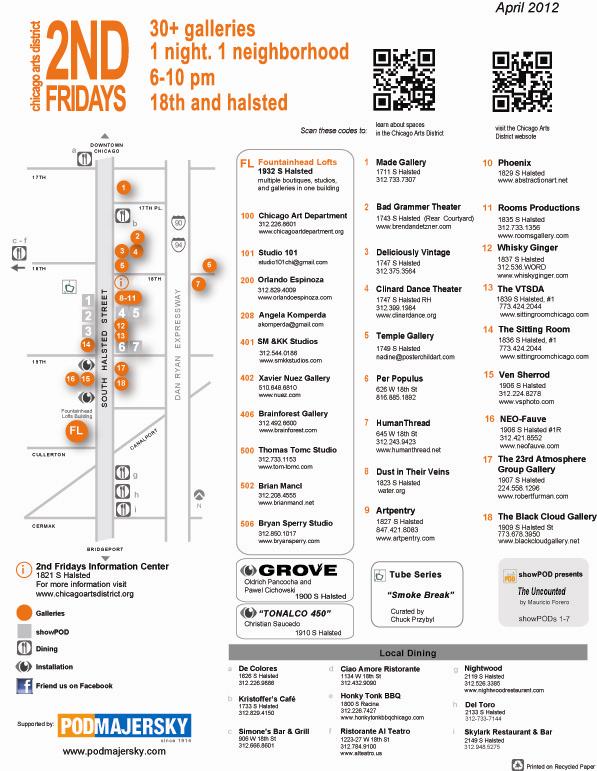 April 2012
chicago arts district
2ND
FRIDAYS
30+ galleries
1 night. 1 neighborhood
6-10 pm
18th and halsted
Scan these codes to:
learn about spaces
in the Chicago Arts District
visit the Chicago Arts
District website
DOWNTOWN
CHICAGO
a
17TH
1
17TH PL.
b
90
94
2
3
4
5
6
7
c - f
18TH
18TH
i
8-11
1
2
3
4 5
12
13
14
6 7
19TH
17
16
15
18
Fountainhead
Lofts Building
FL
SOUTH HALSTED STREET
DAN RYAN EXPRESSWAY
CANALPORT
CULLERTON
g
h
i
N
CERMAK
BRIDGEPORT
i 2nd Fridays Information Center
1821 S Halsted
For more information visit
www.chicagoartsdistrict.org
Galleries
showPOD
Dining
Installation
Friend us on Facebook
Supported by:
PODMAJERSKY
since 1914
www.podmajersky.com
FL Fountainhead Lofts
1932 S Halsted
multiple boutiques, studios,
and galleries in one building
100 Chicago Art Department
312.226.8601
www.chicagoartdepartment.org
101 Studio 101
studio101chi@gmail.com
200 Orlando Espinoza
312.829.4009
www.orlandoespinoza.com
208 Angela Komperda
akomperda@gmail.com
401 SM &KK Studios
312.544.0186
www.smkkstudios.com
402 Xavier Nuez Gallery
510.648.6810
www.nuez.com
406 Brainforest Gallery
312.492.6600
www.brainforest.com
500 Thomas Tomc Studio
312.733.1153
www.tom-tomc.com
502 Brian Mancl
312.208.4555
www.brianmancl.net
506 Bryan Sperry Studio
312.860.1017
www.bryansperry.com
1 Made Gallery
1711 S Halsted
312.733.7307
2 Bad Grammer Theater
1743 S Halsted (Rear Courtyard)
www.brendandetzner.com
3 Deliciously Vintage
1747 S Halsted
312.375.3564
4 Clinard Dance Theater
1747 S Halsted RH
312.399.1984
www.clinardance.org
5 Temple Gallery
1749 S Halsted
nadine@posterchildart.com
6 Per Populus
626 W 18th St
816.885.1892
7 HumanThread
645 W 18th St
312.243.9423
www.humanthread.net
8 Dust in Their Veins
1823 S Halsted
water.org
9 Artpentry
1827 S Halsted
847.421.8083
www.artpentry.com
10 Phoenix
1829 S Halsted
www.abstractionart.net
11 Rooms Productions
1835 S Halsted
312.733.1356
www.roomsgallery.com
12 Whisky Ginger
1837 S Halsted
312.536.WORD
www.whiskyginger.com
13 The VTSDA
1839 S Halsted, #1
773.424.2044
www.sittingroomchicago.com
14 The Sitting Room
1836 S Halsted, #1
773.424.2044
www.sittingroomchicago.com
15 Ven Sherrod
1906 S Halsted
312.224.8278
www.vsphoto.com
16 NEO-Fauve
1906 S Halsted #1R
312.421.8552
www.neorealism.com
17 The 23rd Atmosphere
Group Gallery
1907 S Halsted
224.558.1296
www.robertfurman.com
18 The Black Cloud Gallery
1909 S Halsted St
773.678.3950
www.blackcloudgallery.net
GROVE
Oldrich Pancocha and
Pawel Cichowski
1900 S Halsted
"TONALCO 450"
Christian Saucedo
1910 S Halsted
Tube Series
"Smoke Break"
Curated by
Chuck Przybyl
POD
showPOD presents
The Uncounted
by Mauricio Forero
showPODs 1-7
Local Dining
a De Colores
1626 S Halsted
312.226.9886
b Kristoffer's Café
1733 S Halsted
312.829.4150
c Simone's Bar & Grill
906 W 18th St
312.666.8601
d Ciao Amore Ristorante
1134 W 18th St
312.432.9090
e Honky Tonk BBQ
1800 S Racine
312.226.7427
www.honkytonkbbqchicago.com
f Ristorante Al Teatro
1223-27 W 18th St
312.784.9100
www.alteatro.us
g Nightwood
2119 S Halsted
312.526.3385
www.nightwoodrestaurant.com
h Del Toro
2133 S Halsted
312-733-7144
i Skylark Restaurant & Bar
2149 S Halsted
312.948.5275
Printed on Recycled Paper